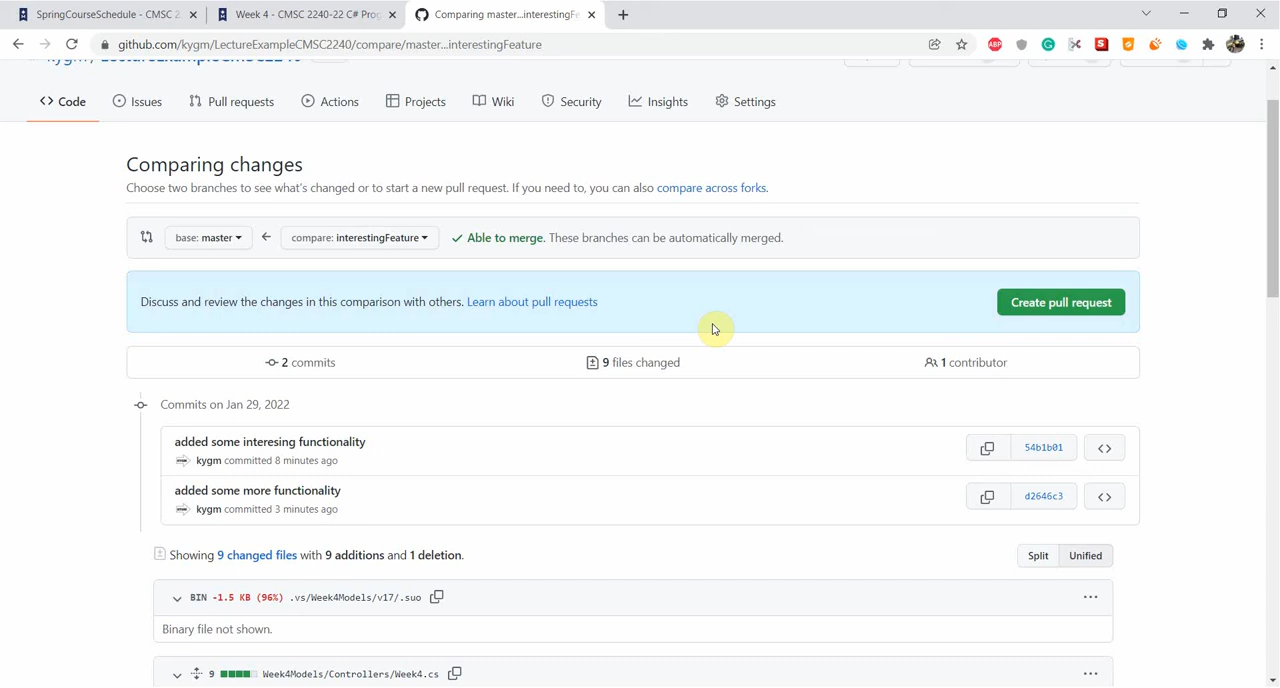 SpringCourseSchedule - CMSC 2
Week 4 - CMSC 2240-22 C# Prog
Comparing master...interestingFe
github.com/kygm/LectureExampleCMSC2240/compare/master...interestingFeature
kygm / LectureExampleCMSC2240
Code
Issues
Pull requests
Actions
Projects
Wiki
Security
Insights
Settings
Comparing changes
Choose two branches to see what's changed or to start a new pull request. If you need to, you can also compare across forks.
base: master
compare: interestingFeature
Able to merge. These branches can be automatically merged.
Discuss and review the changes in this comparison with others. Learn about pull requests
Create pull request
2 commits
9 files changed
1 contributor
Commits on Jan 29, 2022
added some interesing functionality
kygm committed 8 minutes ago
54b1b01
added some more functionality
kygm committed 3 minutes ago
d2646c3
Showing 9 changed files with 9 additions and 1 deletion.
Split
Unified
BIN -1.5 KB (96%) .vs/Week4Models/v17/.suo
Binary file not shown.
9 Week4Models/Controllers/Week4.cs